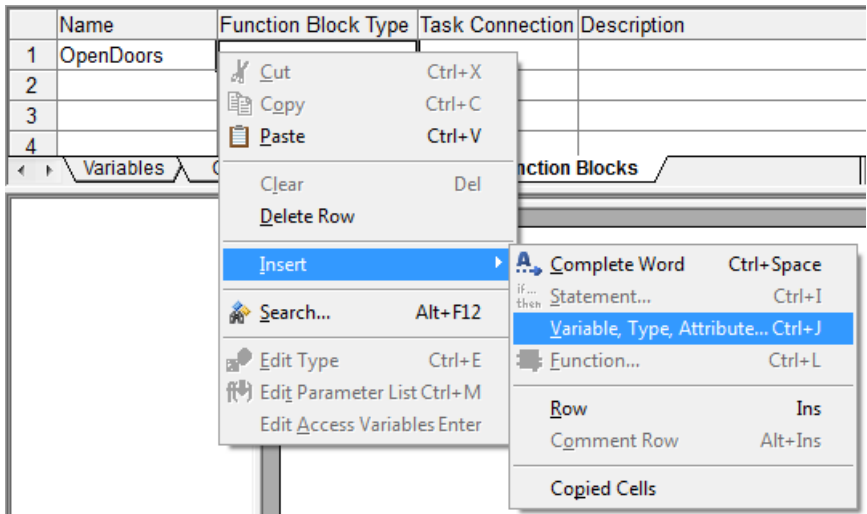 Name Function Block Type Task Connection Description
1 OpenDoors
2
3
4
Variables
nction Blocks
Cut Ctrl+X
Copy Ctrl+C
Paste Ctrl+V
Clear Del
Delete Row
Insert
Search... Alt+F12
Edit Type Ctrl+E
Edit Parameter List Ctrl+M
Edit Access Variables Enter
Complete Word Ctrl+Space
if... then Statement... Ctrl+I
Variable, Type, Attribute... Ctrl+J
Function... Ctrl+L
Row Ins
Comment Row Alt+Ins
Copied Cells